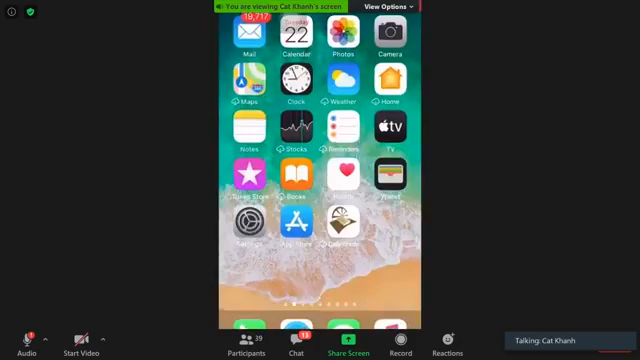 You are viewing Cat Khanh's screen
View Options
19,717
22
Mail
Calendar
Photos
Camera
Maps
Clock
Weather
Home
tv
Notes
Stocks
Reminders
TV
iTunes Store
Books
Health
Wallet
Settings
App Store
1
13
39
Talking: Cat Khanh
Audio
Start Video
Participants
Chat
Share Screen
Record
Reactions